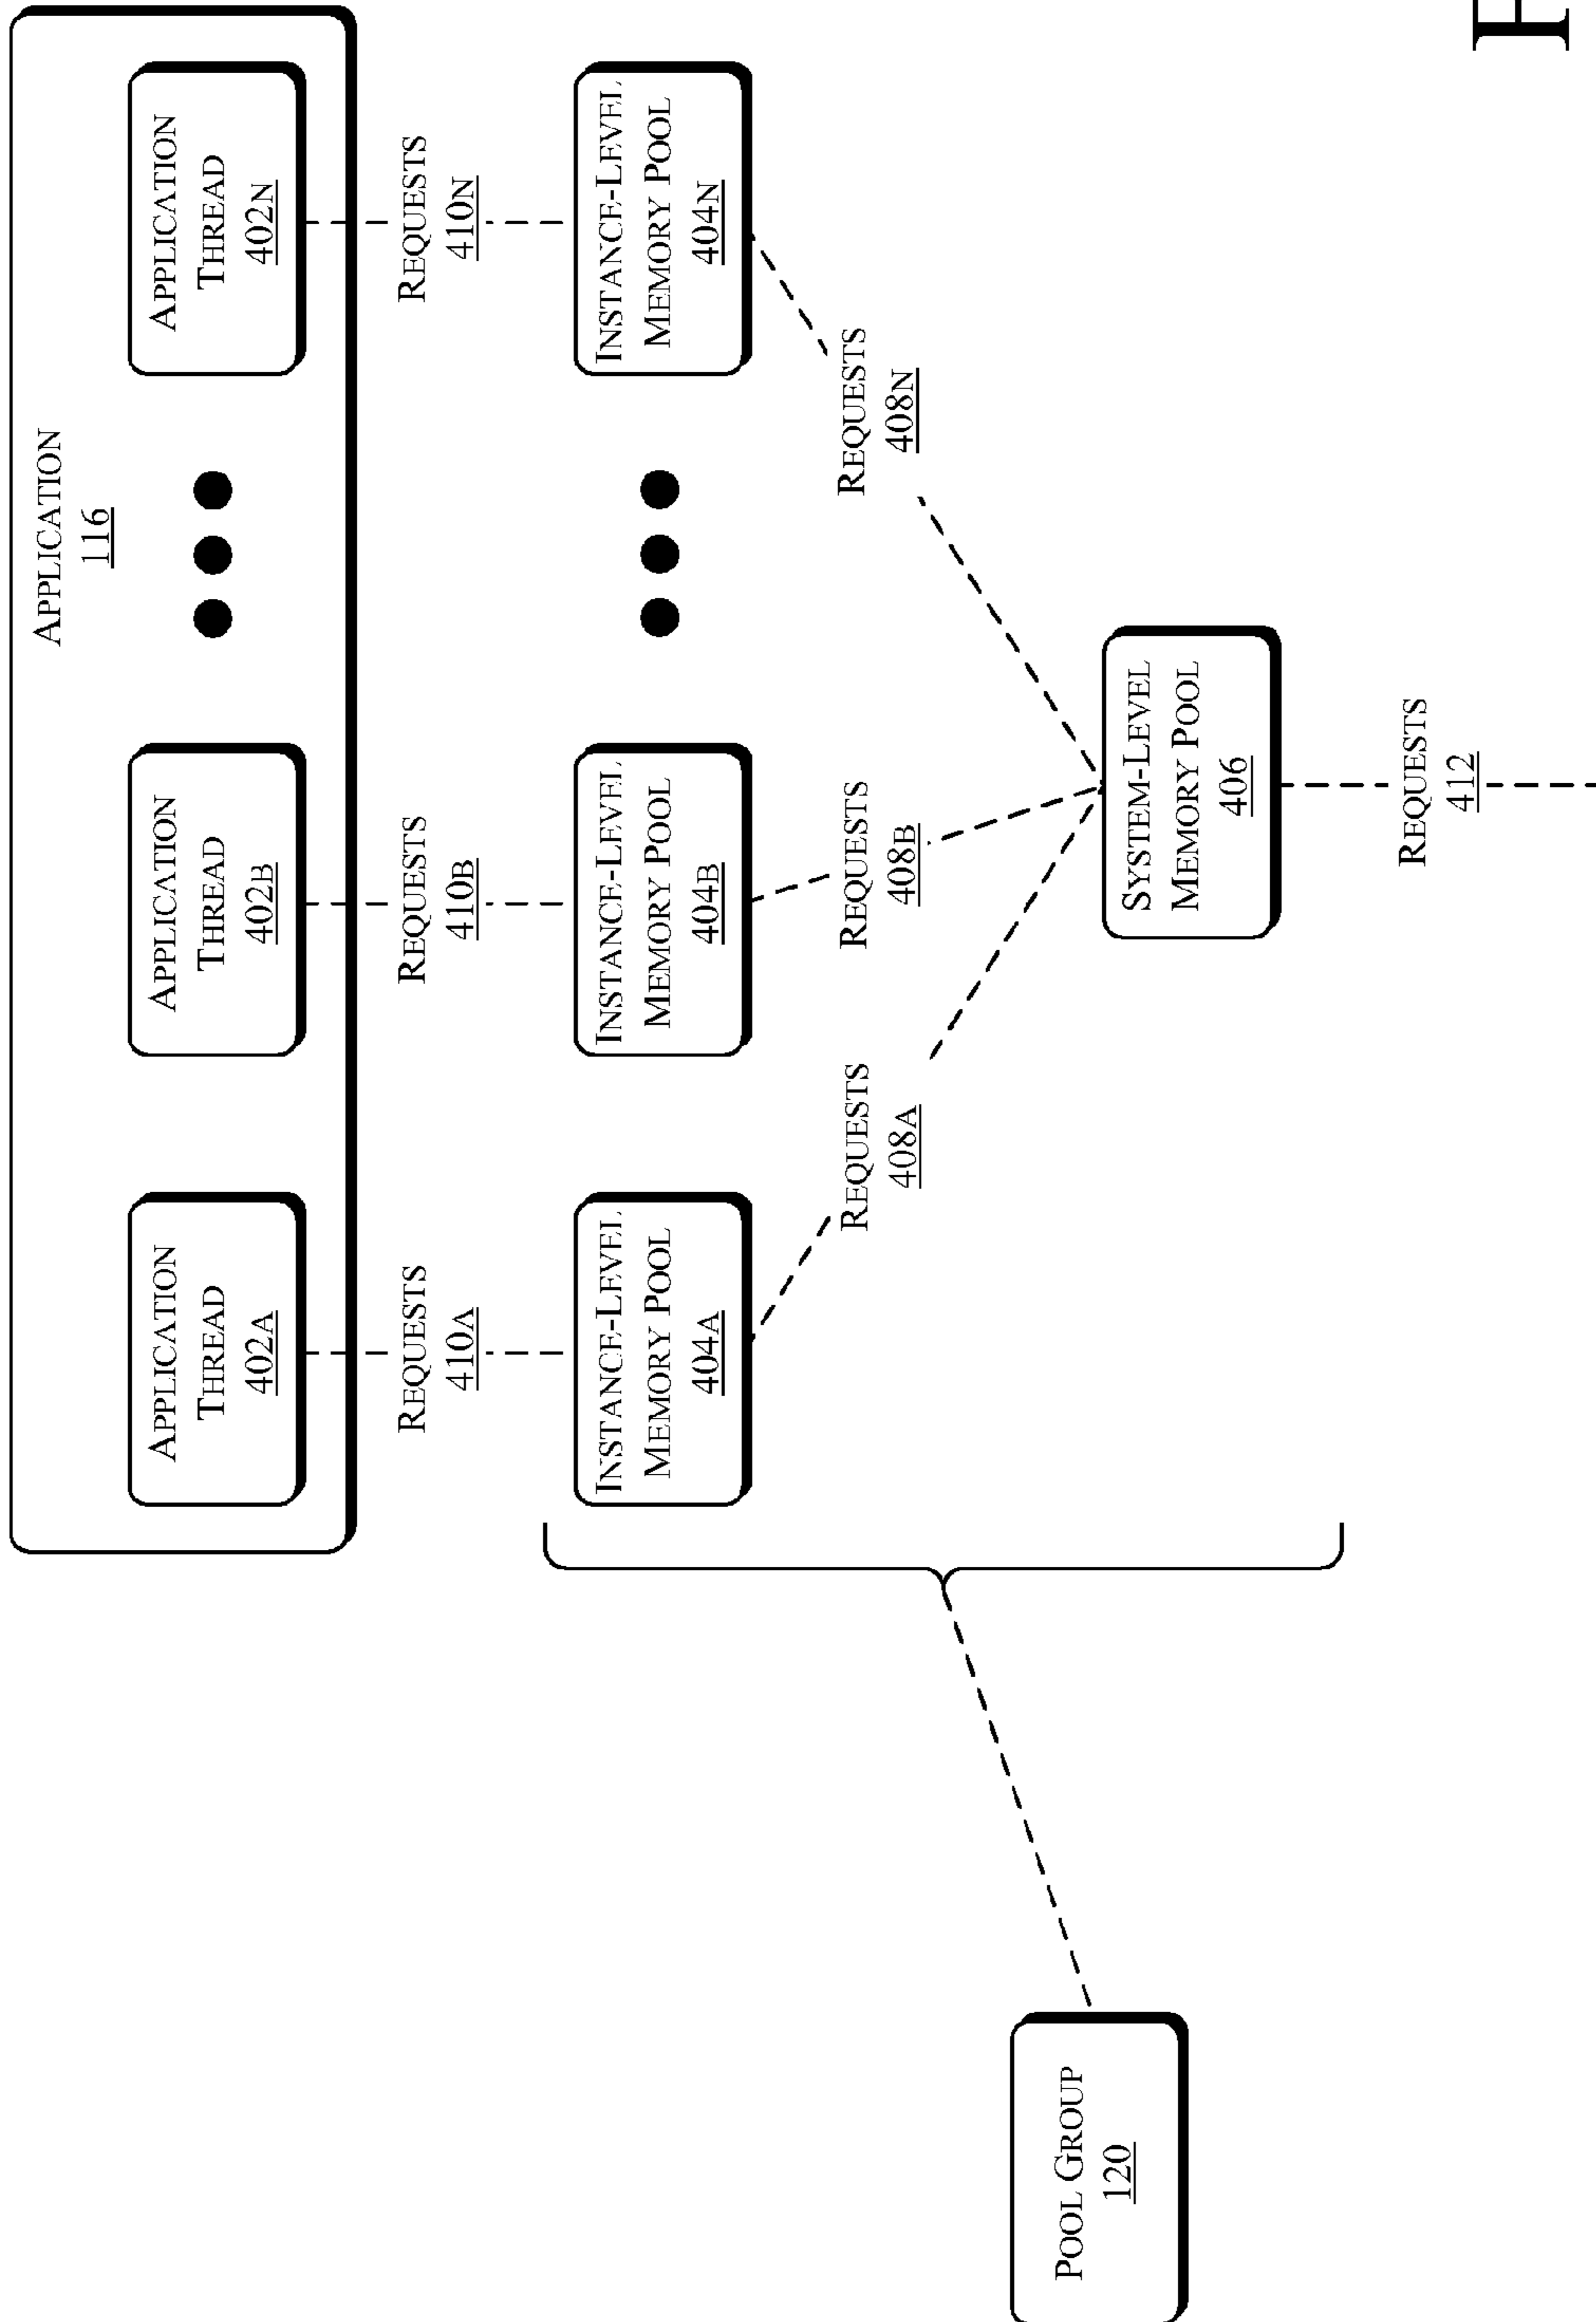 APPLICATION
116
APPLICATION
THREAD
402A
APPLICATION
THREAD
402B
APPLICATION
THREAD
402N
REQUESTS
410A
REQUESTS
410B
REQUESTS
410N
INSTANCE-LEVEL
MEMORY POOL
404A
INSTANCE-LEVEL
MEMORY POOL
404B
INSTANCE-LEVEL
MEMORY POOL
404N
REQUESTS
408A
REQUESTS
408B
REQUESTS
408N
POOL GROUP
120
SYSTEM-LEVEL
MEMORY POOL
406
REQUESTS
412